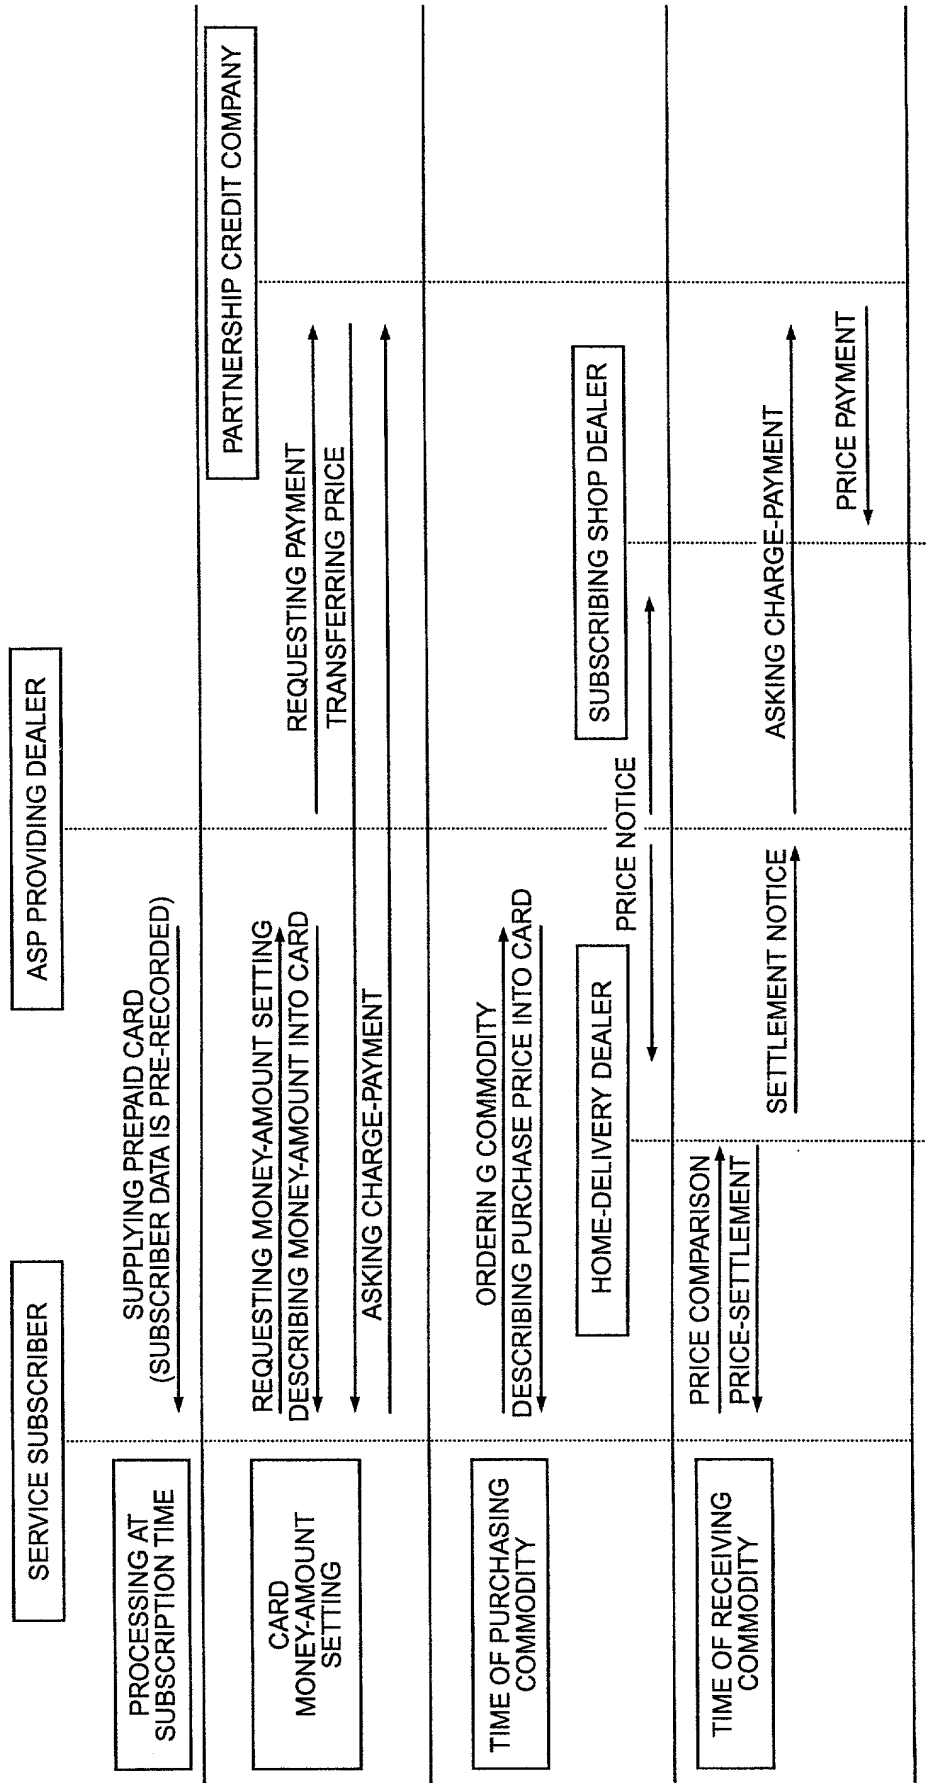 SERVICE SUBSCRIBER
ASP PROVIDING DEALER
PROCESSING AT
SUBSCRIPTION TIME
SUPPLYING PREPAID CARD
(SUBSCRIBER DATA IS PRE-RECORDED)
PARTNERSHIP CREDIT COMPANY
CARD
MONEY-AMOUNT
SETTING
REQUESTING MONEY-AMOUNT SETTING
DESCRIBING MONEY-AMOUNT INTO CARD
REQUESTING PAYMENT
TRANSFERRING PRICE
ASKING CHARGE-PAYMENT
TIME OF PURCHASING
COMMODITY
ORDERING COMMODITY
DESCRIBING PURCHASE PRICE INTO CARD
HOME-DELIVERY DEALER
SUBSCRIBING SHOP DEALER
PRICE NOTICE
TIME OF RECEIVING
COMMODITY
PRICE COMPARISON
PRICE-SETTLEMENT
SETTLEMENT NOTICE
ASKING CHARGE-PAYMENT
PRICE PAYMENT